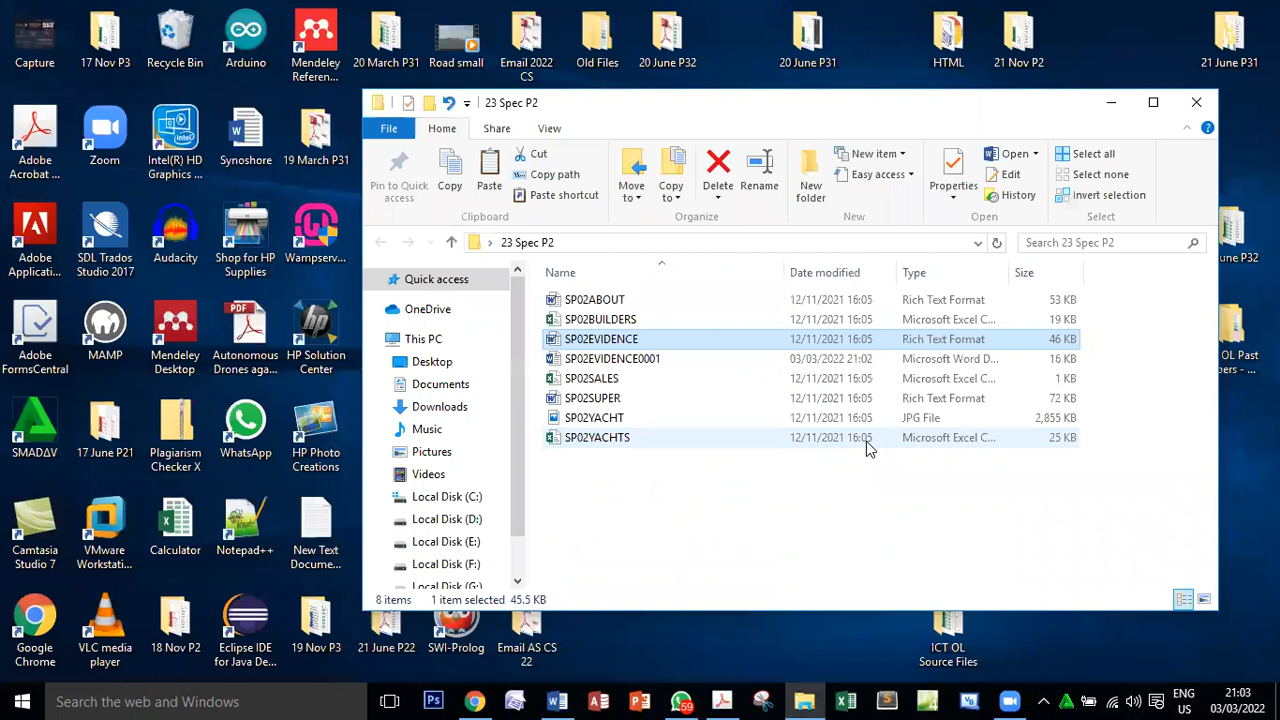 Capture
17 Nov P3
Recycle Bin
Arduino
Mendeley
Referen...
20 March P31
Road small
Email 2022
CS
Old Files
20 June P32
20 June P31
HTML
21 Nov P2
21 June P31
Adobe
Acrobat ...
Zoom
Intel(R) HD
Graphics ...
Synoshore
19 March P31
Adobe
Applicati...
SDL Trados
Studio 2017
Audacity
Shop for HP
Supplies
Wampserv...
Adobe
FormsCentral
MAMP
Mendeley
Desktop
Autonomous
Drones aga...
HP Solution
Center
SMADΔV
17 June P21
Plagiarism
Checker X
WhatsApp
HP Photo
Creations
Camtasia
Studio 7
VMware
Workstati...
Calculator
Notepad++
New Text
Docume...
Google
Chrome
VLC media
player
18 Nov P2
Eclipse IDE
for Java De...
19 Nov P3
21 June P22
SWI-Prolog
Email AS CS
22
ICT OL
Source Files
23 Spec P2
File
Home
Share
View
Pin to Quick
access
Copy
Paste
Cut
Copy path
Paste shortcut
Clipboard
Move
to
Copy
to
Delete
Rename
Organize
New
folder
New item
Easy access
New
Properties
Open
Edit
History
Open
Select all
Select none
Invert selection
Select
23 Spec P2
Search 23 Spec P2
Quick access
OneDrive
This PC
Desktop
Documents
Downloads
Music
Pictures
Videos
Local Disk (C:)
Local Disk (D:)
Local Disk (E:)
Local Disk (F:)
Local Disk (G:)
Name Date modified Type Size
SP02ABOUT 12/11/2021 16:05 Rich Text Format 53 KB
SP02BUILDERS 12/11/2021 16:05 Microsoft Excel C... 19 KB
SP02EVIDENCE 12/11/2021 16:05 Rich Text Format 46 KB
SP02EVIDENCE0001 03/03/2022 21:02 Microsoft Word D... 16 KB
SP02SALES 12/11/2021 16:05 Microsoft Excel C... 1 KB
SP02SUPER 12/11/2021 16:05 Rich Text Format 72 KB
SP02YACHT 12/11/2021 16:05 JPG File 2,855 KB
SP02YACHTS 12/11/2021 16:05 Microsoft Excel C... 25 KB
8 items 1 item selected 45.5 KB
Search the web and Windows
59
ENG
US
21:03
03/03/2022